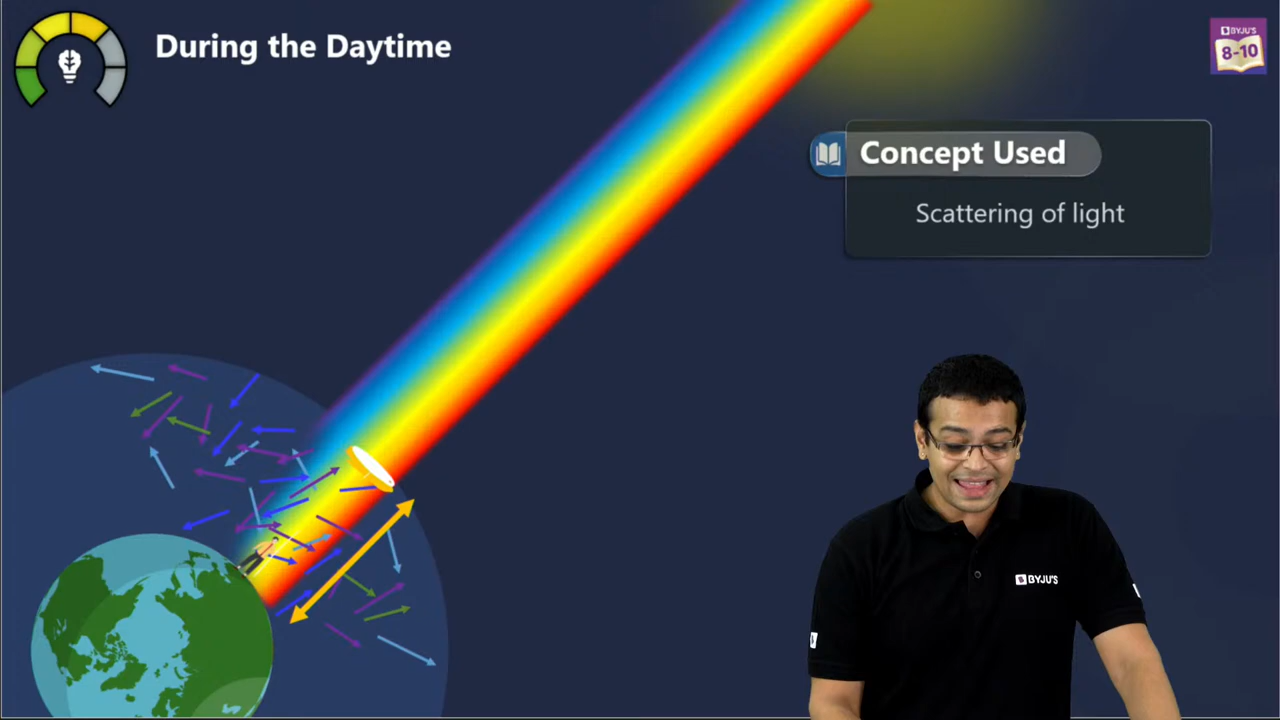 During the Daytime
BYJU'S
8-10
Concept Used
Scattering of light
BYJU'S